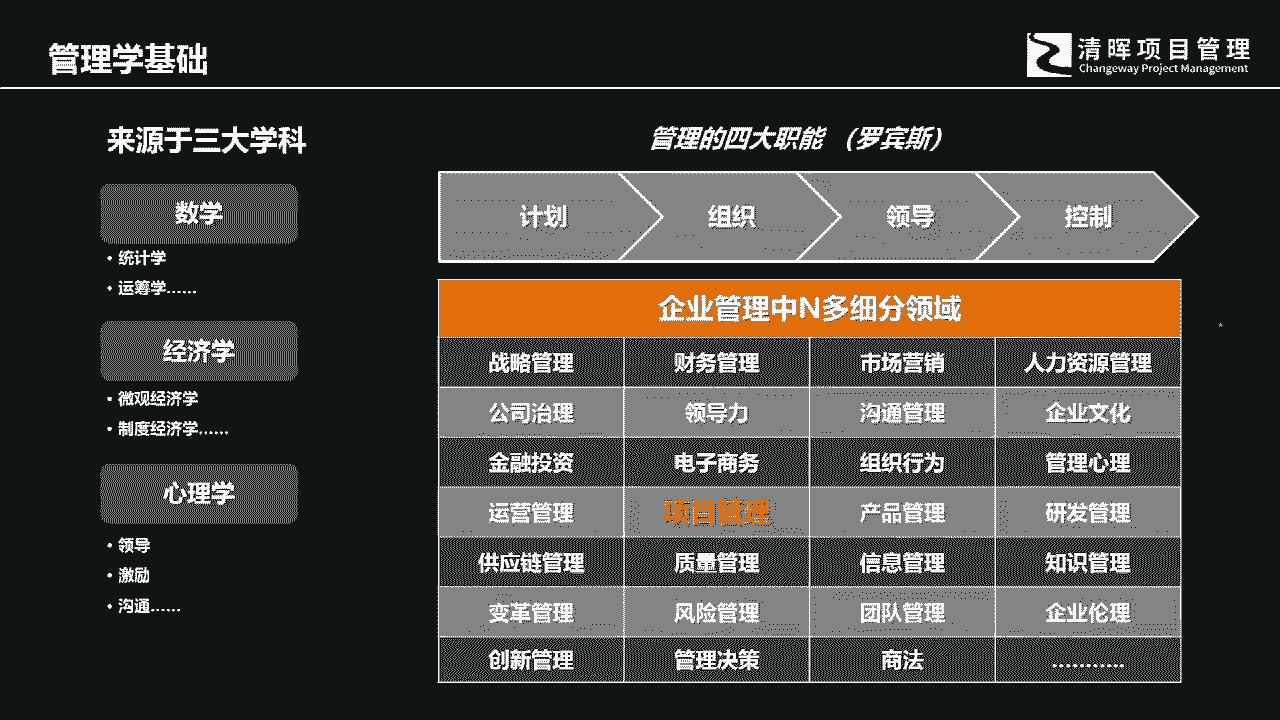 管理学基础
清晖项目管理
Changeway Project Management
来源于三大学科
数学
• 统计学
• 运筹学......
经济学
• 微观经济学
• 制度经济学......
心理学
• 领导
• 激励
• 沟通......
管理的四大职能 （罗宾斯）
计划 组织 领导 控制
企业管理中N多细分领域
战略管理 财务管理 市场营销 人力资源管理
公司治理 领导力 沟通管理 企业文化
金融投资 电子商务 组织行为 管理心理
运营管理 项目管理 产品管理 研发管理
供应链管理 质量管理 信息管理 知识管理
变革管理 风险管理 团队管理 企业伦理
创新管理 管理决策 商法 ...........